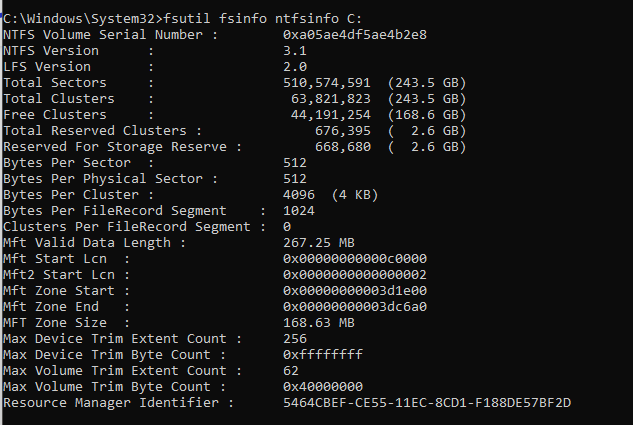 C:\Windows\System32>fsutil fsinfo ntfsinfo C:
NTFS Volume Serial Number :        0xa05ae4df5ae4b2e8
NTFS Version      :                3.1
LFS Version       :                2.0
Total Sectors     :                510,574,591  (243.5 GB)
Total Clusters    :                 63,821,823  (243.5 GB)
Free Clusters     :                 44,191,254  (168.6 GB)
Total Reserved Clusters :              676,395  (  2.6 GB)
Reserved For Storage Reserve :         668,680  (  2.6 GB)
Bytes Per Sector  :                512
Bytes Per Physical Sector :        512
Bytes Per Cluster :                4096  (4 KB)
Bytes Per FileRecord Segment    :  1024
Clusters Per FileRecord Segment :  0
Mft Valid Data Length :            267.25 MB
Mft Start Lcn  :                   0x00000000000c0000
Mft2 Start Lcn :                   0x0000000000000002
Mft Zone Start :                   0x00000000003d1e00
Mft Zone End   :                   0x00000000003dc6a0
MFT Zone Size  :                   168.63 MB
Max Device Trim Extent Count :     256
Max Device Trim Byte Count :       0xffffffff
Max Volume Trim Extent Count :     62
Max Volume Trim Byte Count :       0x40000000
Resource Manager Identifier :      5464CBEF-CE55-11EC-8CD1-F188DE57BF2D